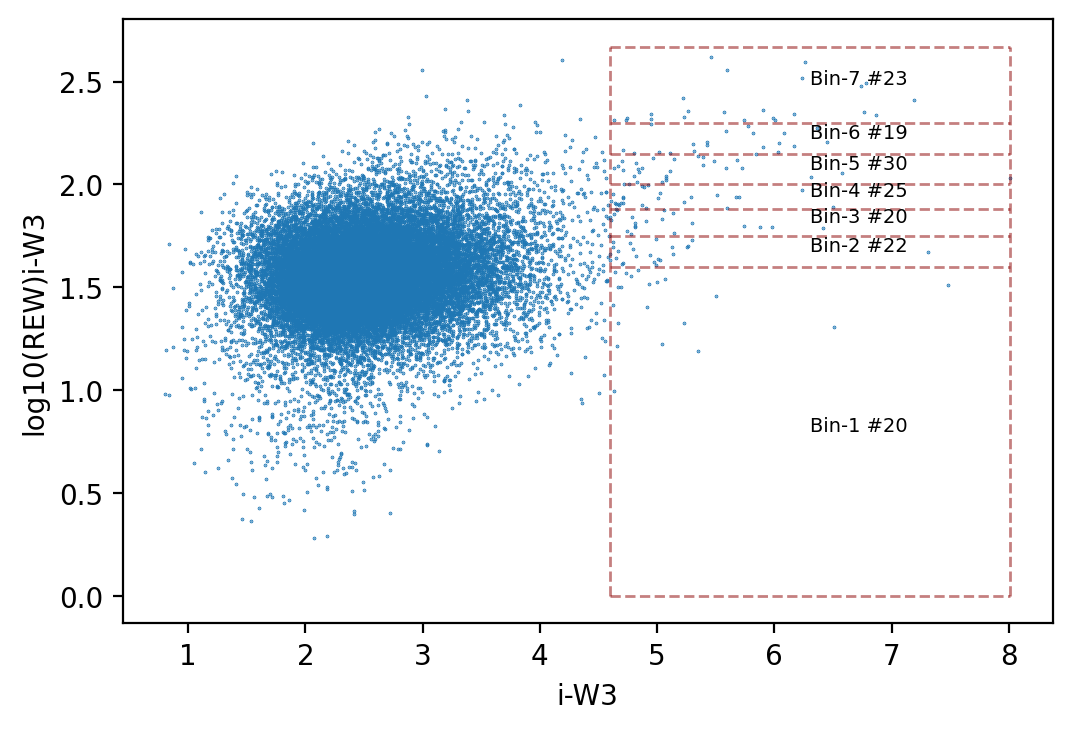 2.5
2.0
1.5
1.0
0.5
0.0
log10(REW)i-W3
Bin-7 #23
Bin-6 #19
Bin-5 #30
Bin-4 #25
Bin-3 #20
Bin-2 #22
Bin-1 #20
1 2 3 4 5 6 7 8
i-W3